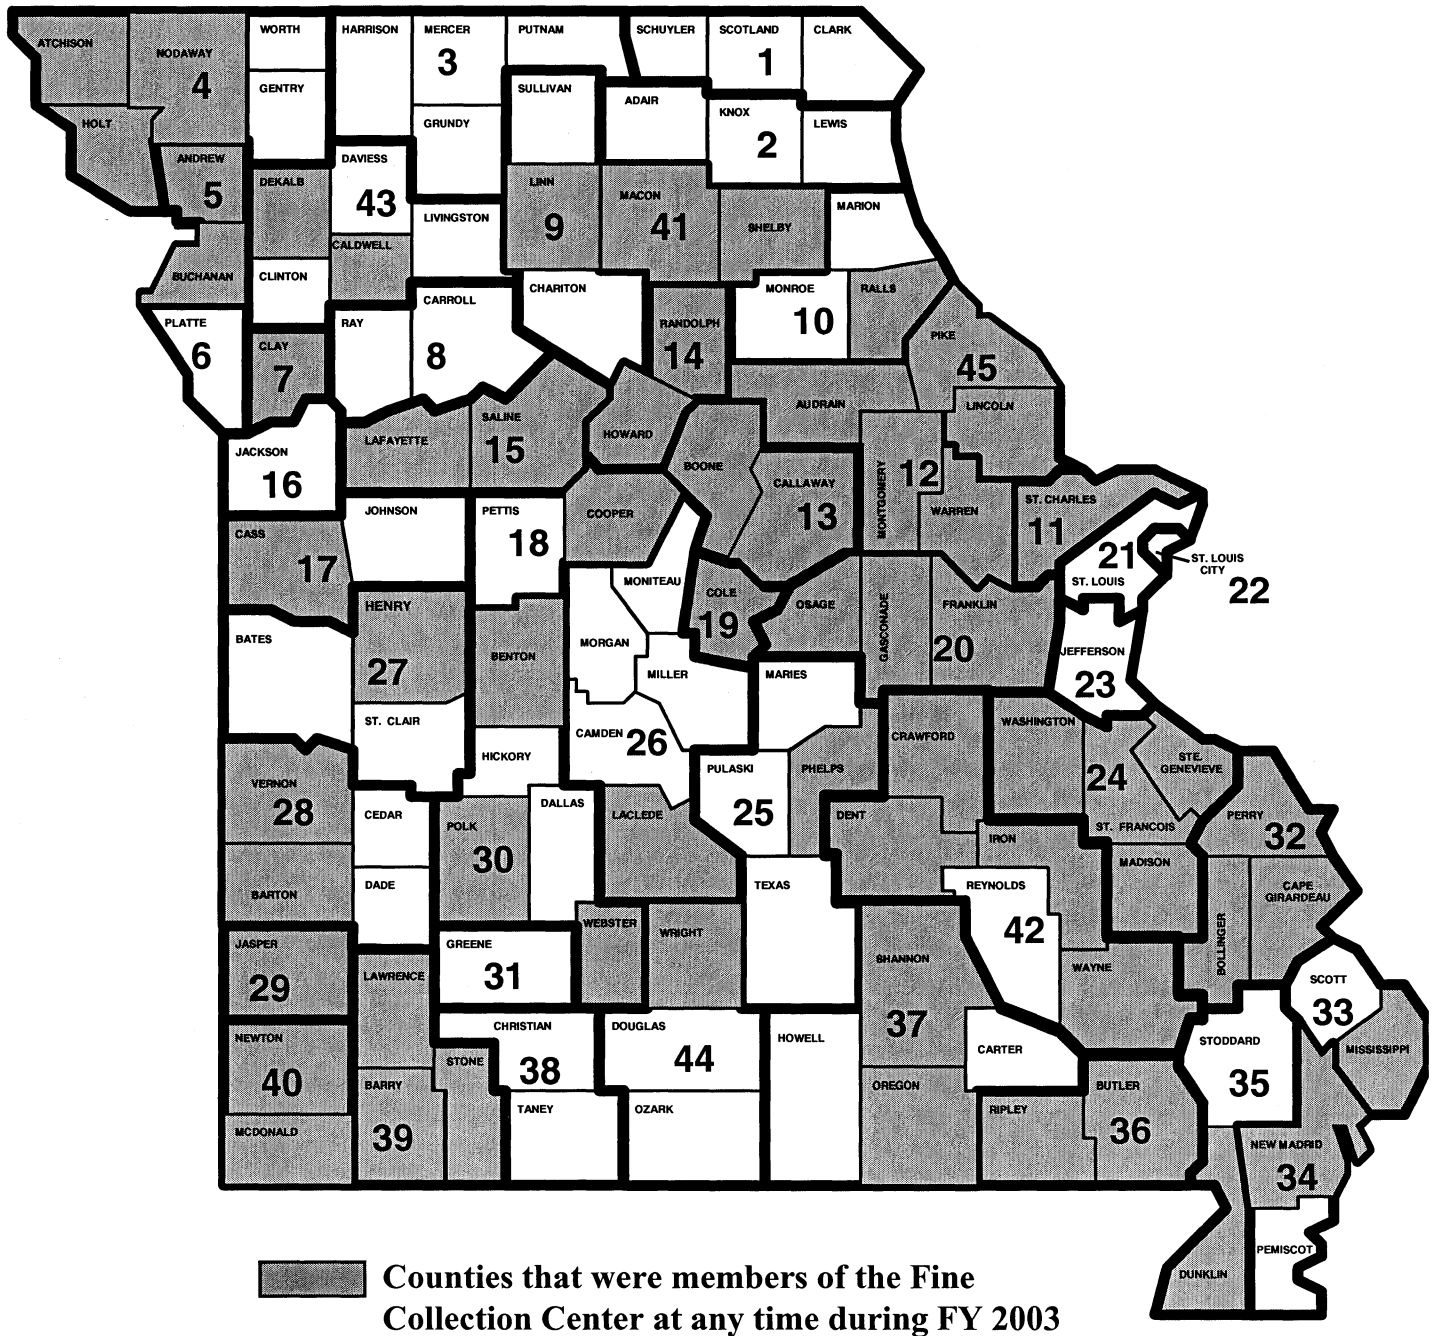 WORTH
HARRISON
MERCER
PUTNAM
SCHUYLER
SCOTLAND
CLARK
ATCHISON
NODAWAY
3
1
4
GENTRY
SULLIVAN
ADAIR
KNOX
HOLT
GRUNDY
LEWIS
2
ANDREW
DAVIESS
5
DEKALB
43
LINN
MACON
MARION
LIVINGSTON
9
41
SHELBY
CALDWELL
BUCHANAN
CLINTON
CARROLL
CHARITON
MONROE
RALLS
PLATTE
RAY
RANDOLPH
10
PIKE
6
CLAY
8
14
45
7
AUDRAIN
LINCOLN
SALINE
LAFAYETTE
HOWARD
15
JACKSON
BOONE
12
16
CALLAWAY
MONTGOMERY
ST. CHARLES
JOHNSON
PETTIS
COOPER
13
WARREN
11
CASS
18
17
21
ST. LOUIS
CITY
MONITEAU
ST. LOUIS
22
HENRY
COLE
OSAGE
GASCONADE
FRANKLIN
19
BATES
MORGAN
20
JEFFERSON
27
BENTON
MILLER
MARIES
23
ST. CLAIR
CAMDEN
26
CRAWFORD
WASHINGTON
HICKORY
PULASKI
PHELPS
STE.
GENEVIEVE
VERNON
24
28
CEDAR
DALLAS
LACLEDE
25
DENT
PERRY
POLK
ST. FRANCOIS
32
30
IRON
MADISON
BARTON
DADE
TEXAS
REYNOLDS
CAPE
GIRARDEAU
WEBSTER
WRIGHT
42
BOLLINGER
JASPER
GREENE
SHANNON
29
LAWRENCE
31
WAYNE
SCOTT
33
37
NEWTON
CHRISTIAN
DOUGLAS
HOWELL
CARTER
STODDARD
MISSISSIPPI
40
STONE
38
44
35
BARRY
OREGON
BUTLER
TANEY
OZARK
RIPLEY
MCDONALD
39
36
NEW MADRID
34
PEMISCOT
DUNKLIN
Counties that were members of the Fine
Collection Center at any time during FY 2003